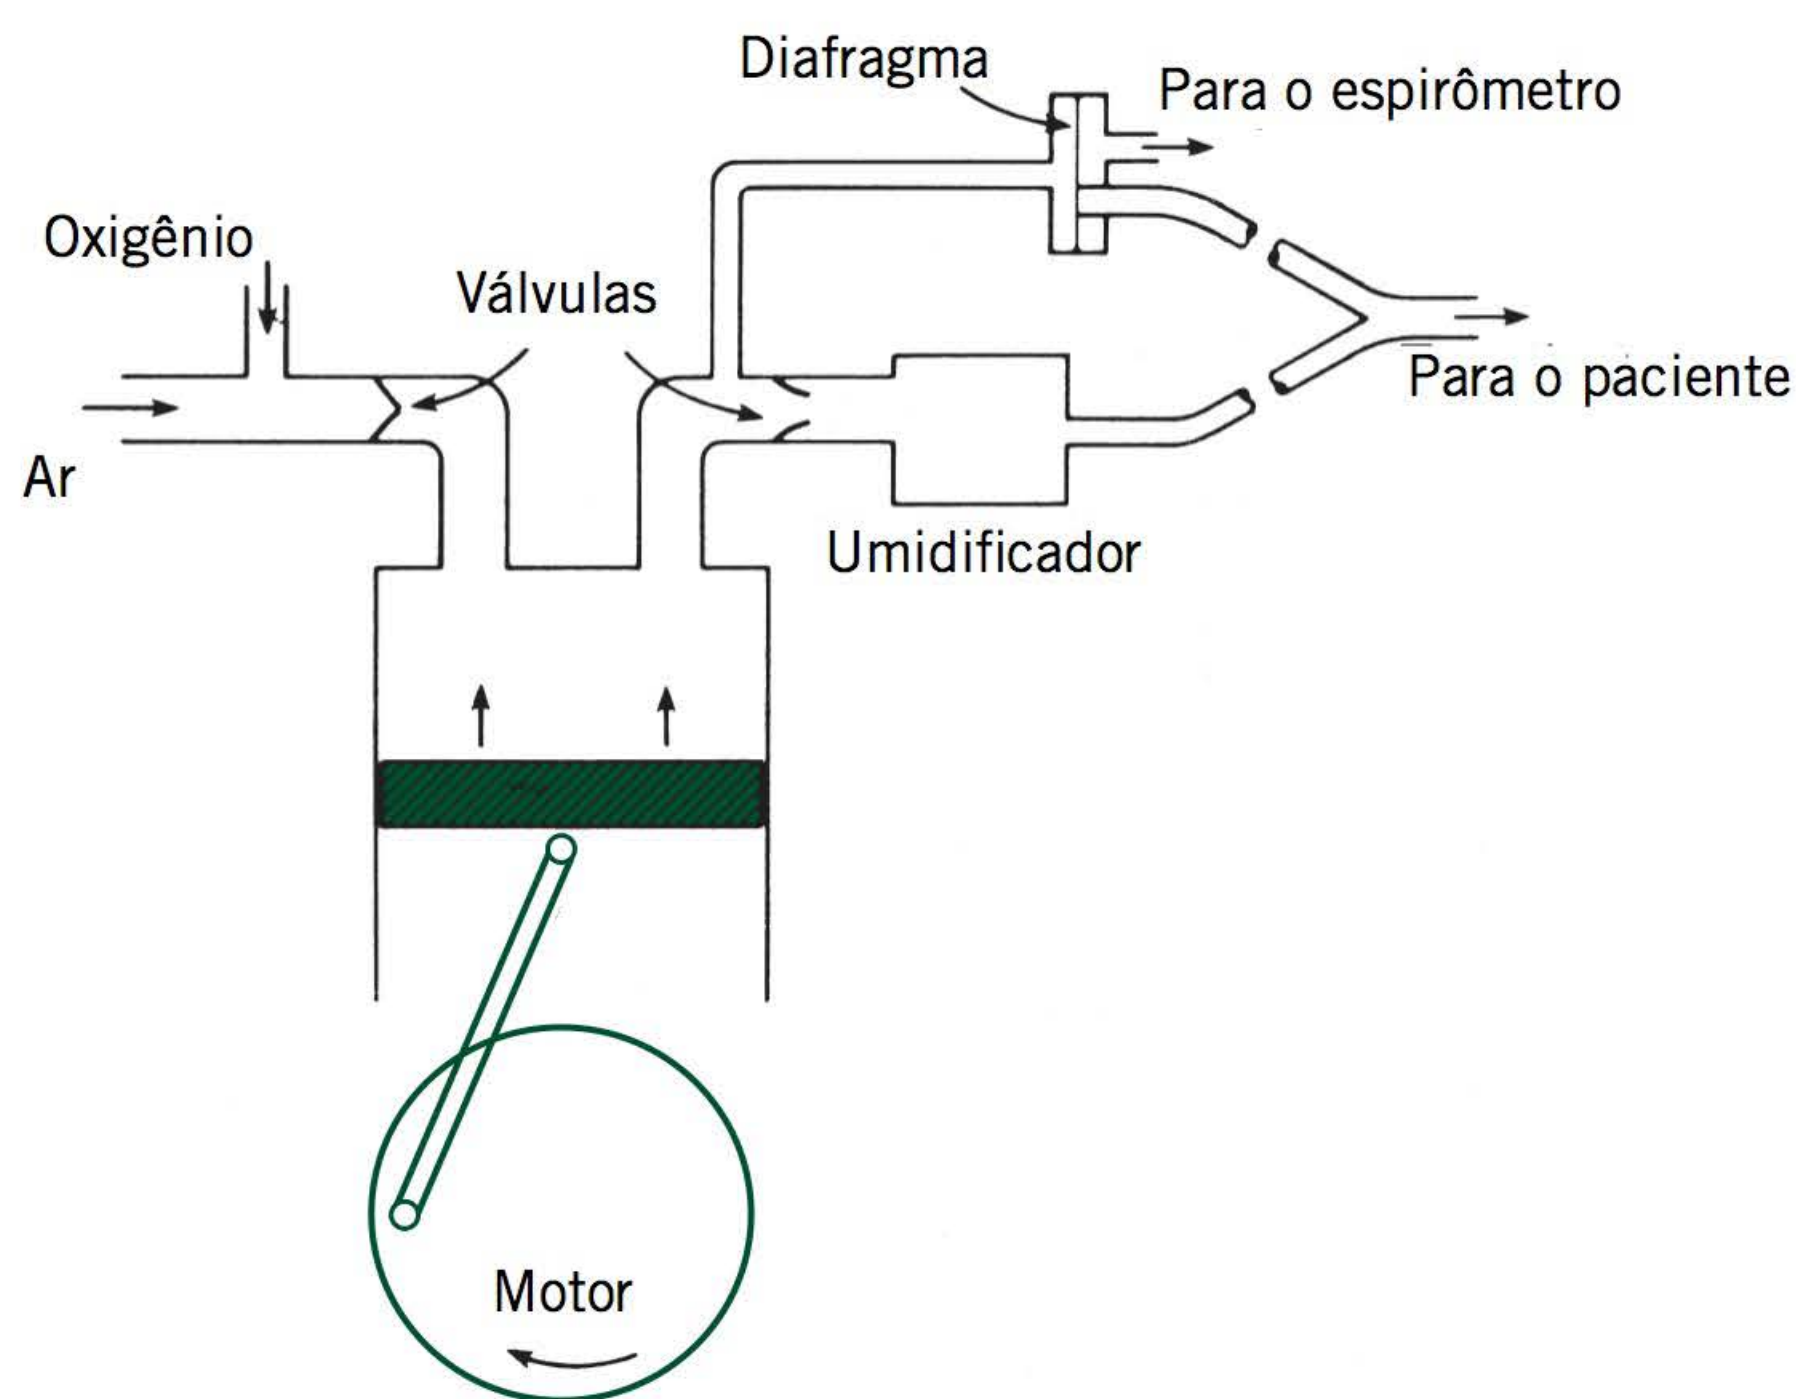 Diafragma
Para o espirômetro
Oxigênio
Válvulas
Para o paciente
Ar
Umidificador
Motor